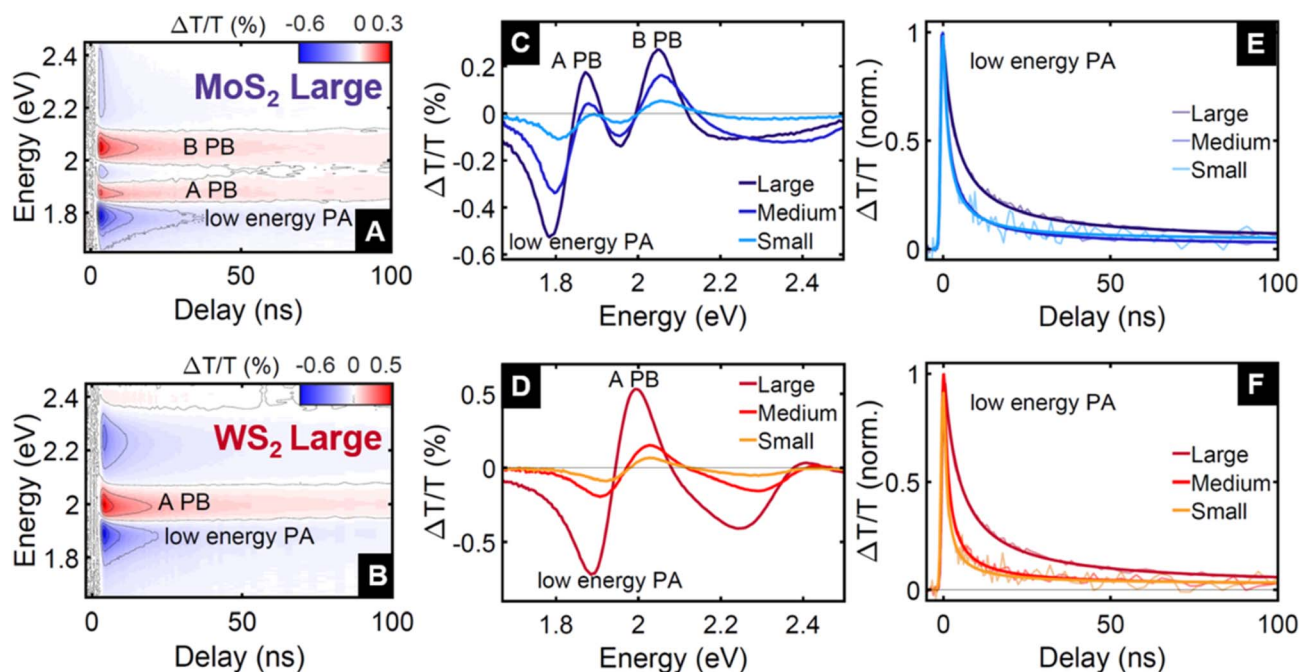 ΔT/T (%) -0.6 0 0.3
2.4
2.2
2
1.8
Energy (eV)
MoS₂ Large
B PB
A PB
low energy PA
A
0 50 100
Delay (ns)
C
A PB
B PB
0.2
0
-0.2
-0.4
-0.6
ΔT/T (%)
Large
Medium
Small
low energy PA
1.8 2 2.2 2.4
Energy (eV)
E
low energy PA
1
0.5
0
ΔT/T (norm.)
Large
Medium
Small
0 50 100
Delay (ns)
ΔT/T (%) -0.6 0 0.5
2.4
2.2
2
1.8
Energy (eV)
WS₂ Large
A PB
low energy PA
B
0 50 100
Delay (ns)
D
A PB
0.5
0
-0.5
ΔT/T (%)
Large
Medium
Small
low energy PA
1.8 2 2.2 2.4
Energy (eV)
F
low energy PA
1
0.5
0
ΔT/T (norm.)
Large
Medium
Small
0 50 100
Delay (ns)